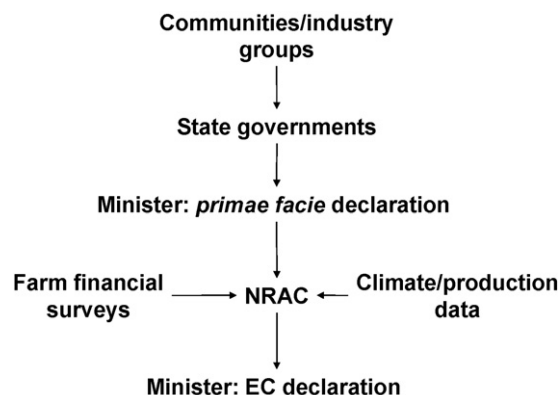 Communities/industry
groups
State governments
Minister: primae facie declaration
Farm financial
surveys
NRAC
Climate/production
data
Minister: EC declaration